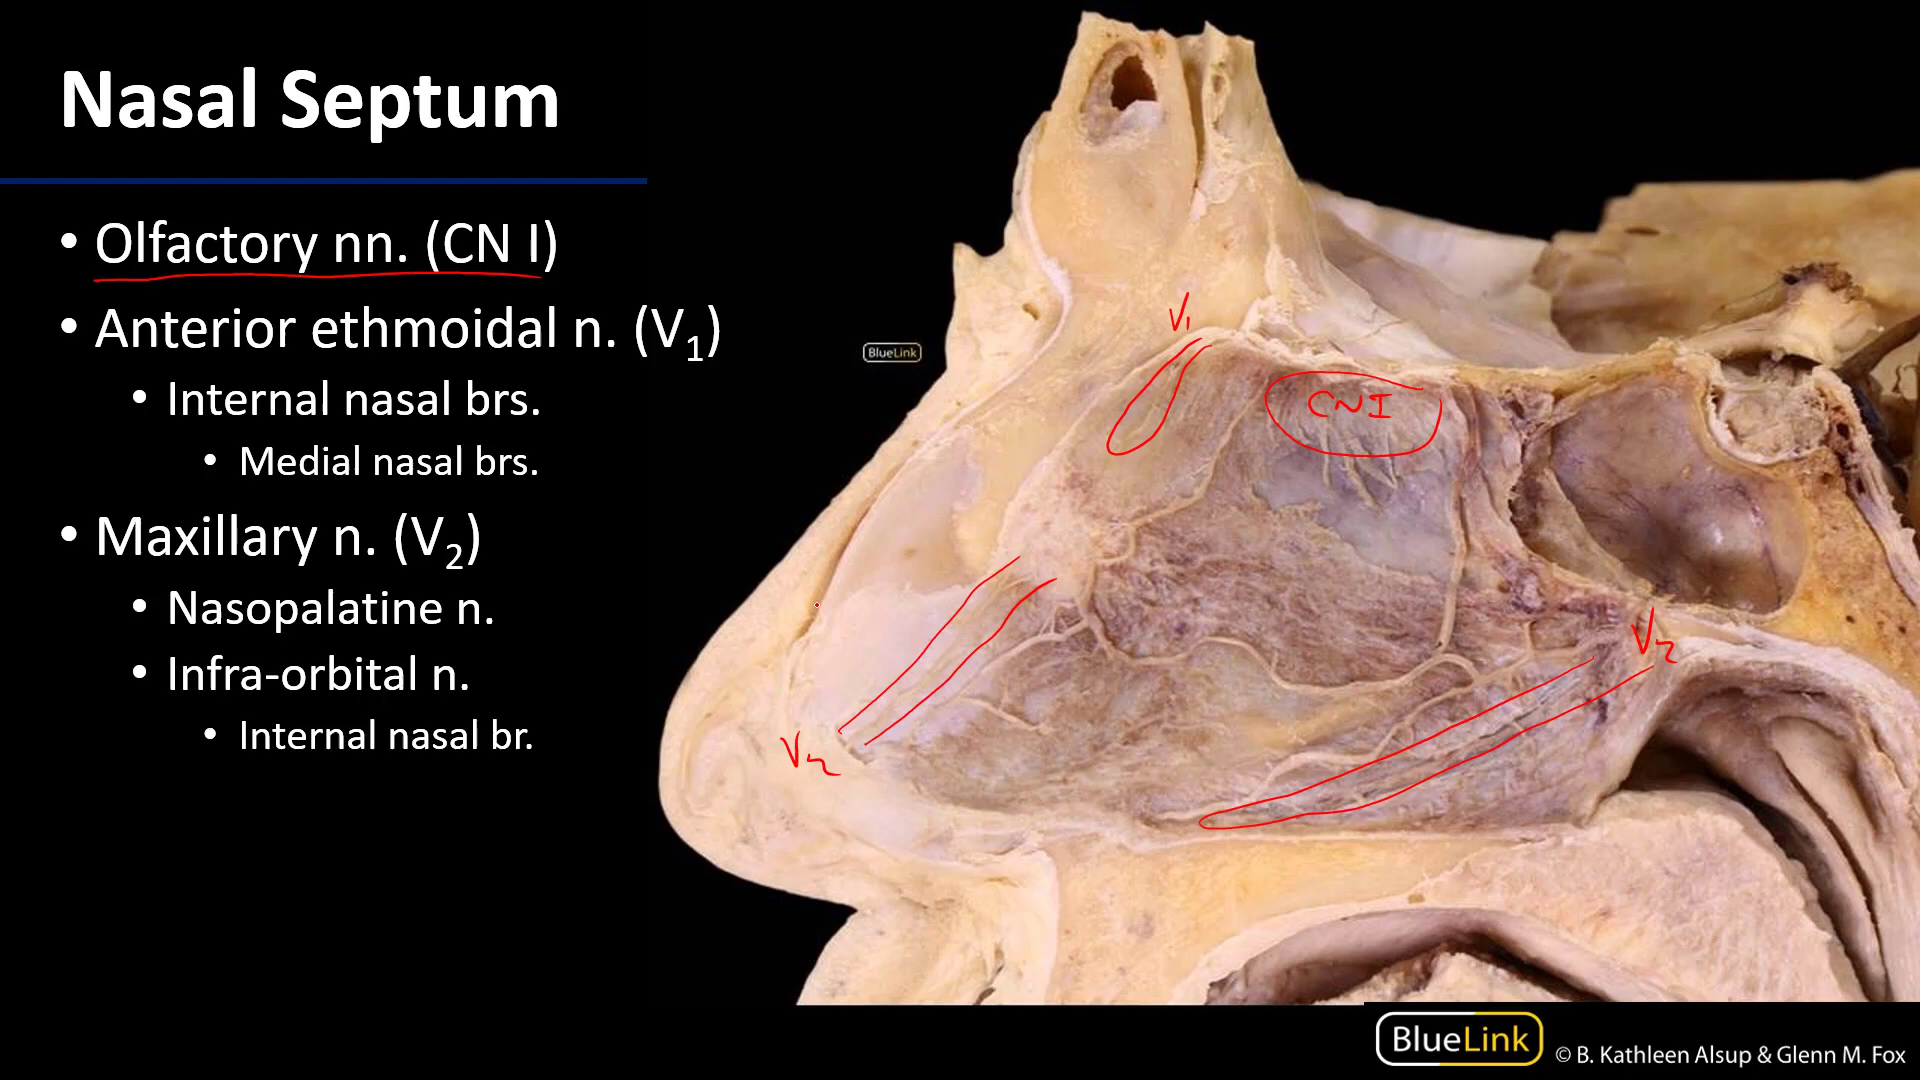 Nasal Septum
• Olfactory nn. (CN I)
• Anterior ethmoidal n. (V₁)
• Internal nasal brs.
• Medial nasal brs.
• Maxillary n. (V₂)
• Nasopalatine n.
• Infra-orbital n.
• Internal nasal br.
V₁
BlueLink
CN I
V₂
V₂
BlueLink
© B. Kathleen Alsup & Glenn M. Fox